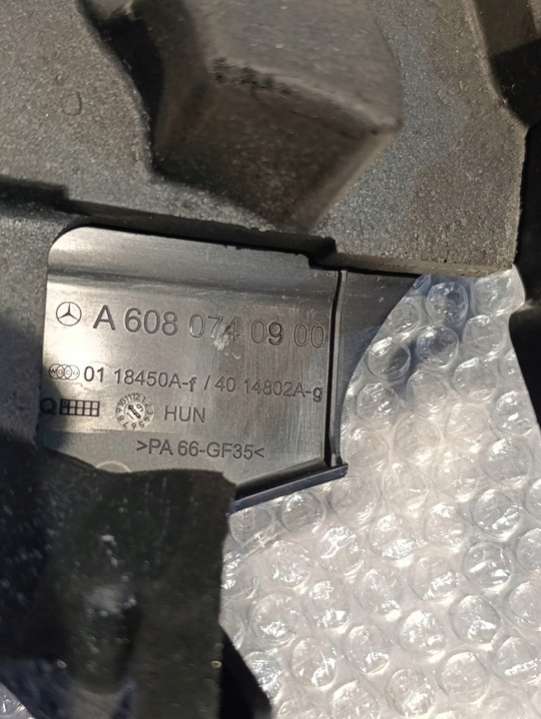 A 608 074 09 00
01 18450A-f / 40 14802A-g
Q HUN
>PA 66-GF35<